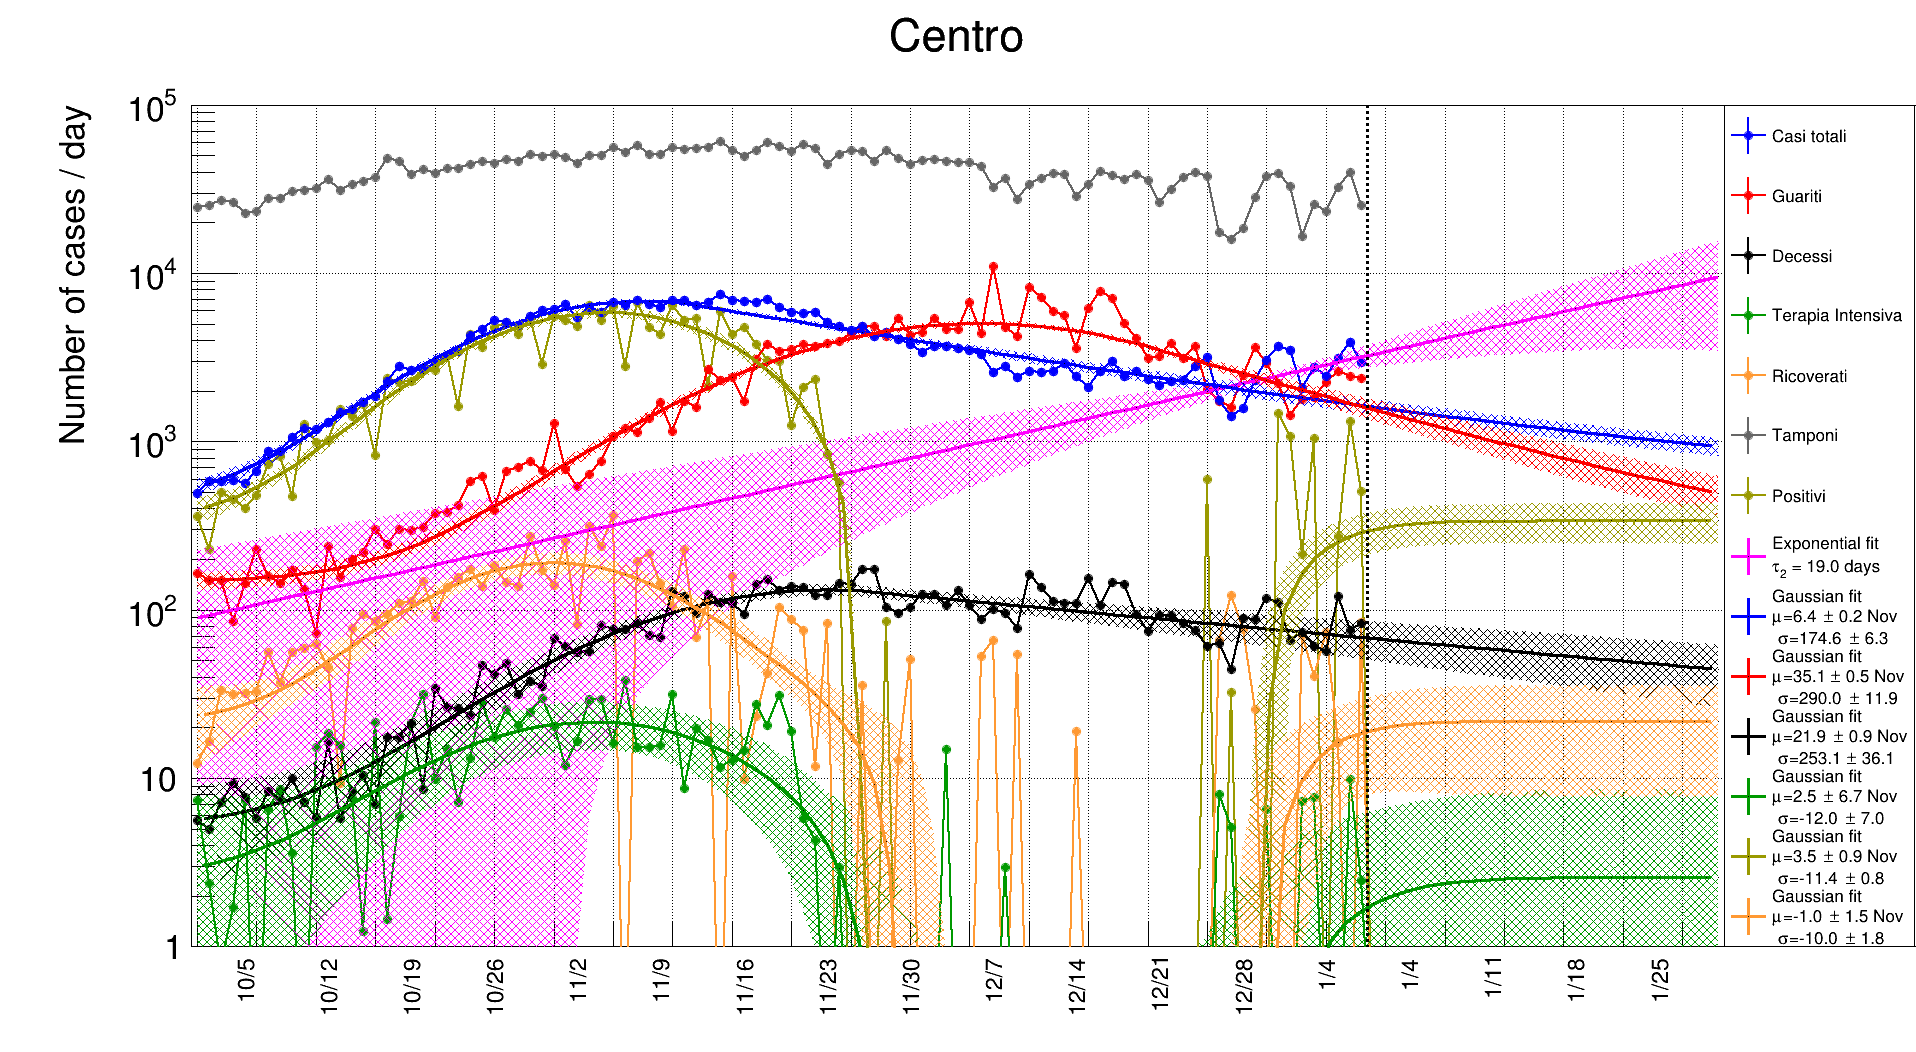 Centro
Number of cases / day
10^5
10^4
10^3
10^2
10
1
10/5
10/12
10/19
10/26
11/2
11/9
11/16
11/23
11/30
12/7
12/14
12/21
12/28
1/4
1/4
1/11
1/18
1/25
Casi totali
Guariti
Decessi
Terapia Intensiva
Ricoverati
Tamponi
Positivi
Exponential fit
τ2 = 19.0 days
Gaussian fit
μ=6.4 ± 0.2 Nov
σ=174.6 ± 6.3
Gaussian fit
μ=35.1 ± 0.5 Nov
σ=290.0 ± 11.9
Gaussian fit
μ=21.9 ± 0.9 Nov
σ=253.1 ± 36.1
Gaussian fit
μ=2.5 ± 6.7 Nov
σ=-12.0 ± 7.0
Gaussian fit
μ=3.5 ± 0.9 Nov
σ=-11.4 ± 0.8
Gaussian fit
μ=-1.0 ± 1.5 Nov
σ=-10.0 ± 1.8